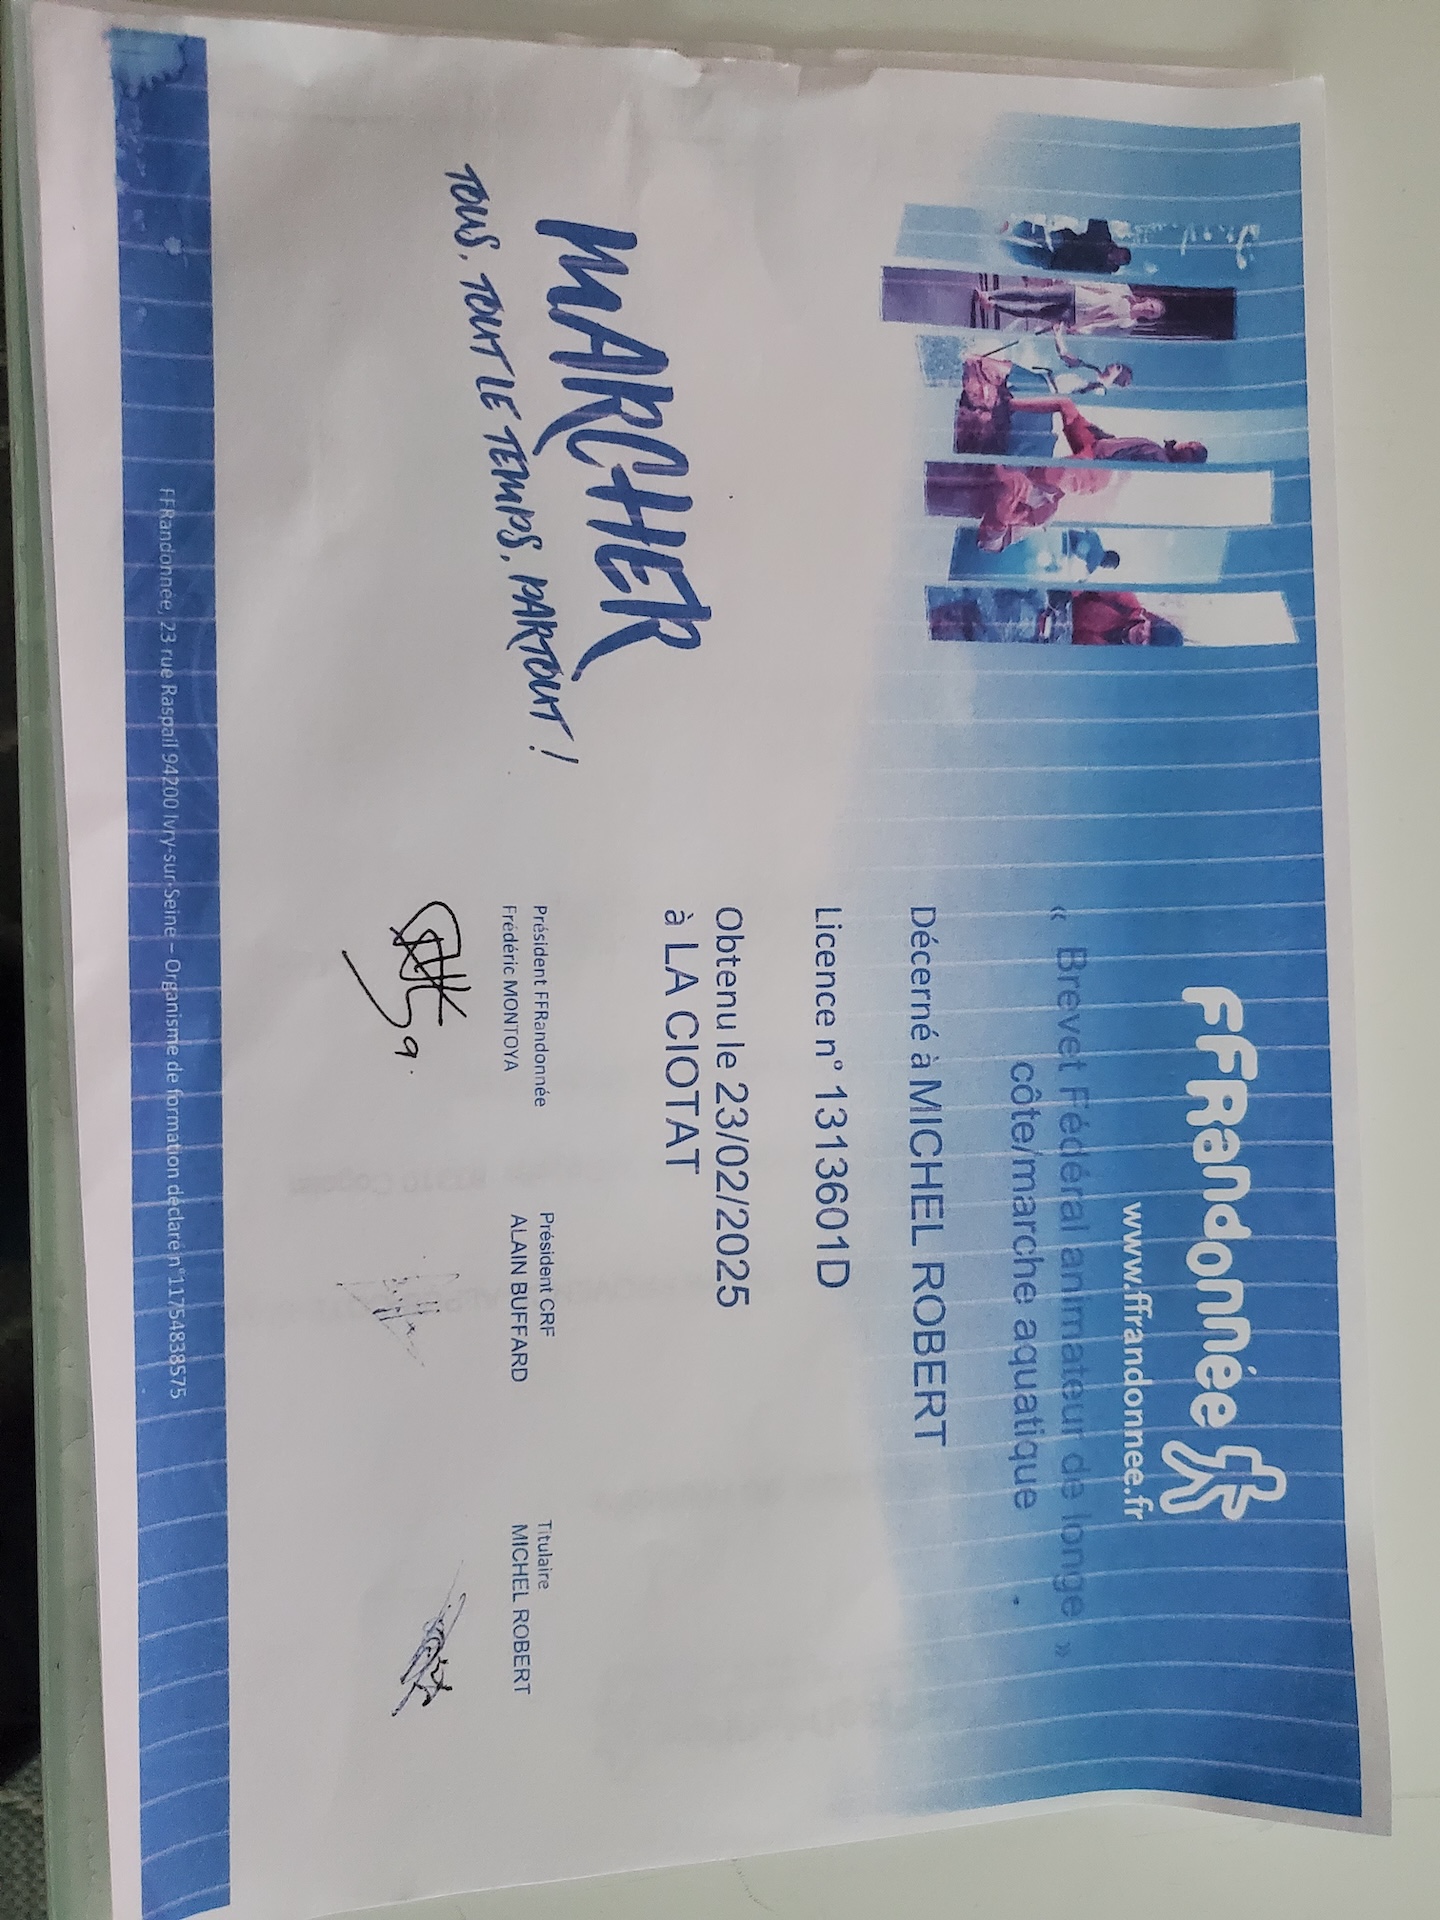 FFRandonnée
www.ffrandonnee.fr
« Brevet Fédéral animateur de longe
côte/marche aquatique »
Décerné à MICHEL ROBERT
Licence n° 1313601D
Obtenu le 23/02/2025
à LA CIOTAT
MARCHER
TOUS, TOUT LE TEMPS, PARTOUT !
Président FFRandonnée
Frédéric MONTOYA
Président CRF
ALAIN BUFFARD
Titulaire
MICHEL ROBERT
FFRandonnée, 23 rue Raspail 94200 Ivry-sur-Seine – Organisme de formation déclaré n°11754838575